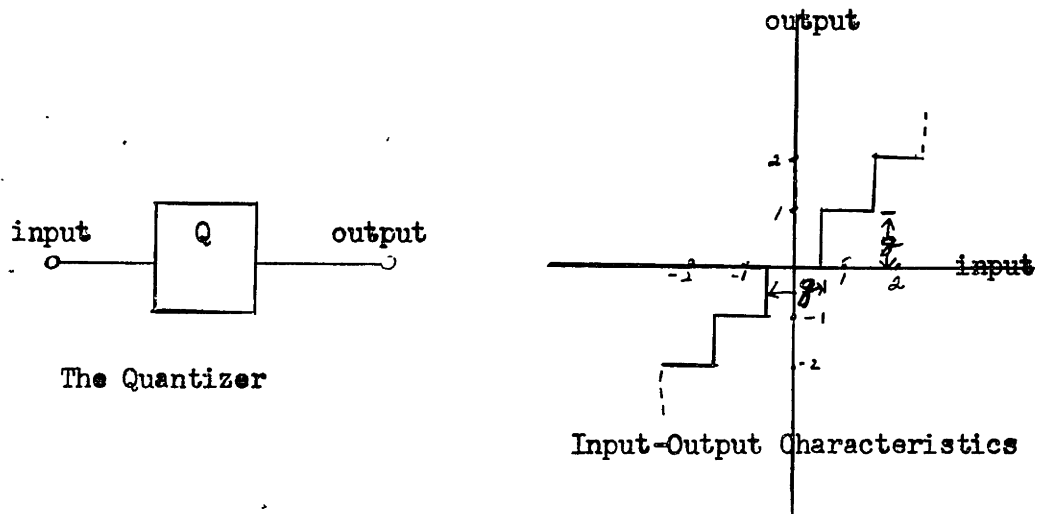 output
input
Q
output
2
1
q
-2
-1
q
1
2
input
-1
-2
The Quantizer
Input-Output Characteristics